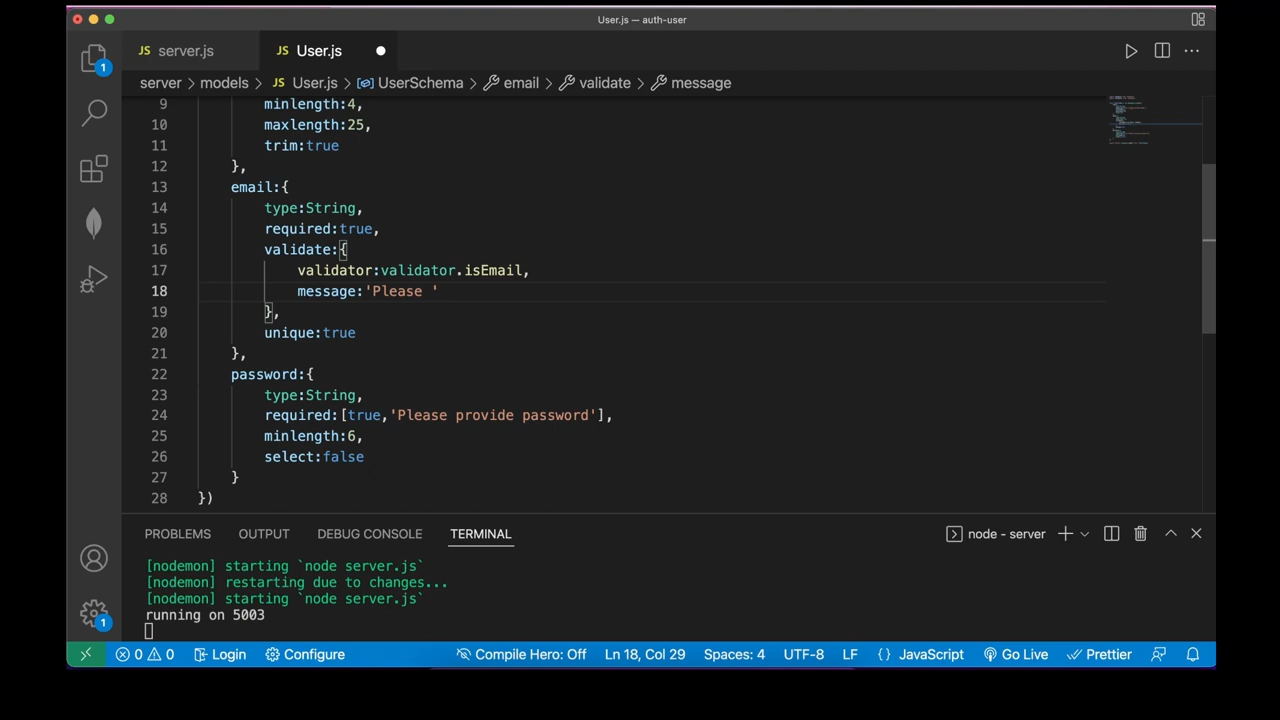 User.js — auth-user
JS server.js
JS User.js
server > models > JS User.js > UserSchema > email > validate > message
1
9 minlength:4,
10 maxlength:25,
11 trim:true
12 },
13 email:{
14 type:String,
15 required:true,
16 validate:{
17 validator:validator.isEmail,
18 message:'Please '
19 },
20 unique:true
21 },
22 password:{
23 type:String,
24 required:[true,'Please provide password'],
25 minlength:6,
26 select:false
27 }
28 })
PROBLEMS OUTPUT DEBUG CONSOLE TERMINAL node - server
[nodemon] starting `node server.js`
[nodemon] restarting due to changes...
[nodemon] starting `node server.js`
running on 5003
1
0 0 Login Configure Compile Hero: Off Ln 18, Col 29 Spaces: 4 UTF-8 LF {} JavaScript Go Live Prettier